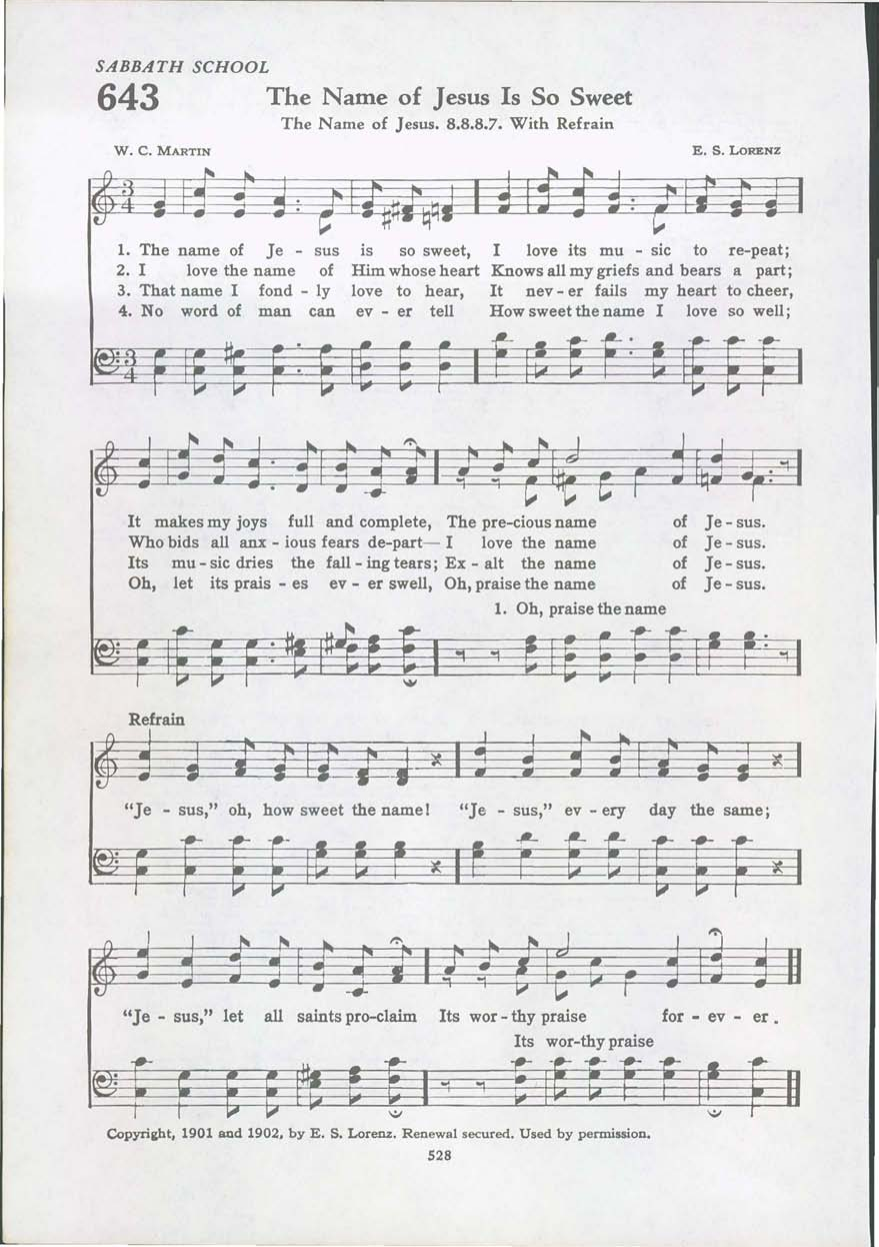 SABBATH SCHOOL
643 The Name of Jesus Is So Sweet
The Name of Jesus. 8.8.8.7. With Refrain
W. C. MARTIN E. S. LORENZ
1. The name of Je - sus is so sweet, I love its mu - sic to re-peat;
2. I love the name of Him whose heart Knows all my griefs and bears a part;
3. That name I fond - ly love to hear, It nev - er fails my heart to cheer,
4. No word of man can ev - er tell How sweet the name I love so well;
It makes my joys full and complete, The pre-cious name of Je - sus.
Who bids all anx - ious fears de-part— I love the name of Je - sus.
Its mu - sic dries the fall - ing tears; Ex - alt the name of Je - sus.
Oh, let its prais - es ev - er swell, Oh, praise the name of Je - sus.
1. Oh, praise the name
Refrain
“Je - sus,” oh, how sweet the name! “Je - sus,” ev - ery day the same;
“Je - sus,” let all saints pro-claim Its wor - thy praise for - ev - er.
Its wor-thy praise
Copyright, 1901 and 1902, by E. S. Lorenz. Renewal secured. Used by permission.
528